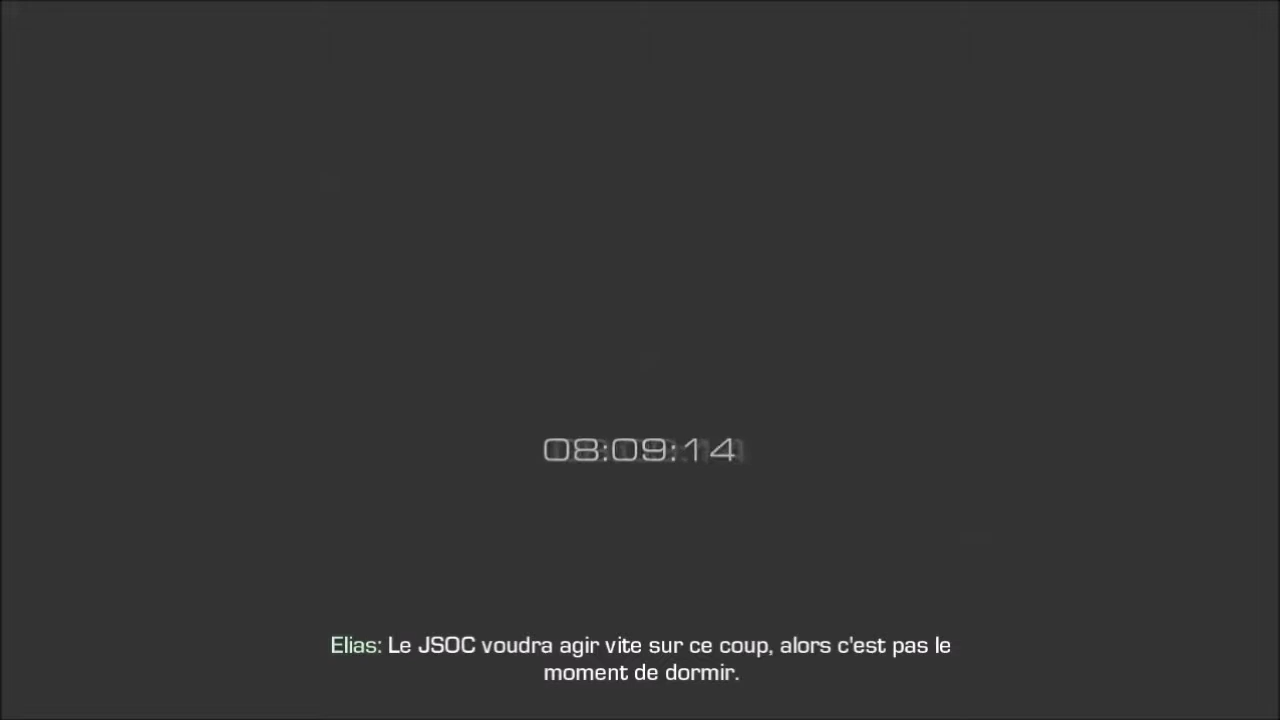 08:09:14
Elias: Le JSOC voudra agir vite sur ce coup, alors c'est pas le
moment de dormir.